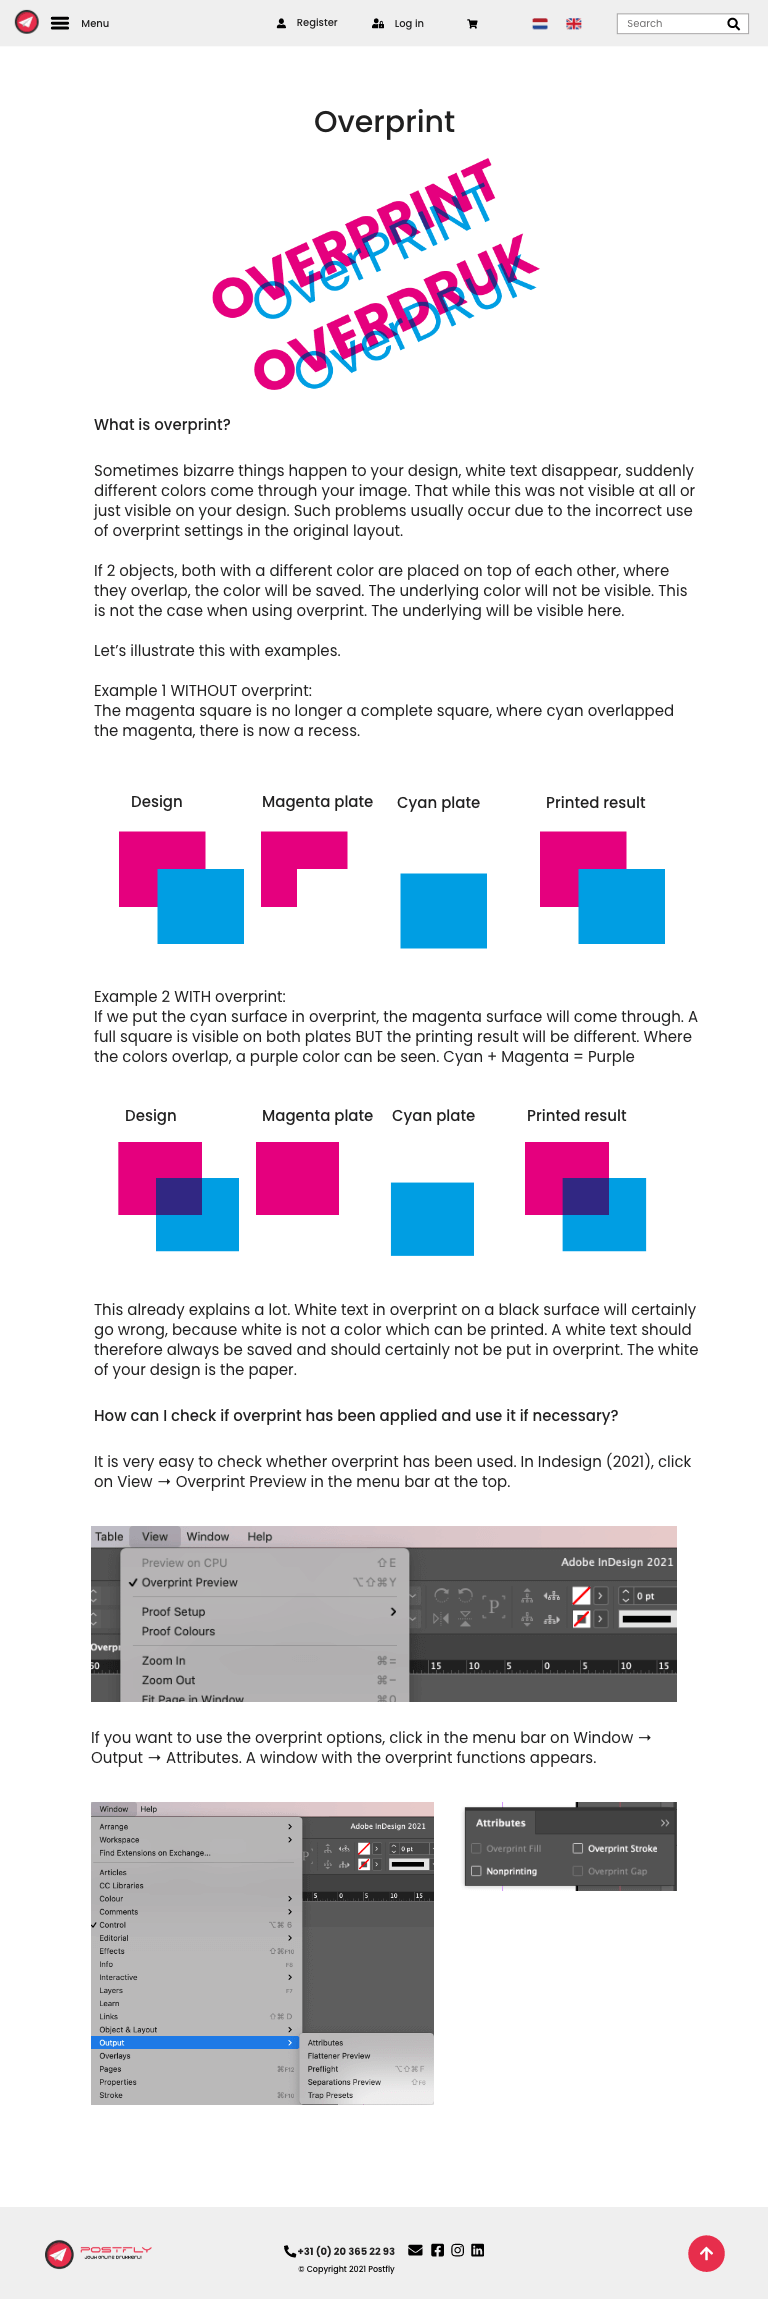 Menu
Register
Log in
Search
Overprint
OVERPRINT
OverPRINT
OVERDRUK
OverDRUK
What is overprint?
Sometimes bizarre things happen to your design, white text disappear, suddenly
different colors come through your image. That while this was not visible at all or
just visible on your design. Such problems usually occur due to the incorrect use
of overprint settings in the original layout.
If 2 objects, both with a different color are placed on top of each other, where
they overlap, the color will be saved. The underlying color will not be visible. This
is not the case when using overprint. The underlying will be visible here.
Let’s illustrate this with examples.
Example 1 WITHOUT overprint:
The magenta square is no longer a complete square, where cyan overlapped
the magenta, there is now a recess.
Design Magenta plate Cyan plate Printed result
Example 2 WITH overprint:
If we put the cyan surface in overprint, the magenta surface will come through. A
full square is visible on both plates BUT the printing result will be different. Where
the colors overlap, a purple color can be seen. Cyan + Magenta = Purple
Design Magenta plate Cyan plate Printed result
This already explains a lot. White text in overprint on a black surface will certainly
go wrong, because white is not a color which can be printed. A white text should
therefore always be saved and should certainly not be put in overprint. The white
of your design is the paper.
How can I check if overprint has been applied and use it if necessary?
It is very easy to check whether overprint has been used. In Indesign (2021), click
on View → Overprint Preview in the menu bar at the top.
Table View Window Help
Preview on CPU ⇧E
Adobe InDesign 2021
✓ Overprint Preview ⌥⇧⌘Y
Proof Setup
P
0 pt
Proof Colours
Zoom In ⌘=
15 10 5 0 5 10 15
Zoom Out ⌘−
Fit Page in Window ⌘0
If you want to use the overprint options, click in the menu bar on Window →
Output → Attributes. A window with the overprint functions appears.
Window Help
Arrange
Adobe InDesign 2021
Workspace
Find Extensions on Exchange...
0 pt
Articles
CC Libraries
Colour
5 0 5 10 15
Comments
✓ Control ⌥⌘ 6
Editorial
Effects ⇧⌘F10
Info F8
Interactive
Layers F7
Learn
Links ⇧⌘ D
Object & Layout
Output
Overlays
Pages ⌘F12
Properties
Stroke ⌘F10
Attributes
Flattener Preview
Preflight ⌥⇧⌘ F
Separations Preview ⇧F6
Trap Presets
Attributes
Overprint Fill Overprint Stroke
Nonprinting Overprint Gap
POSTFLY
JOUW ONLINE DRUKKERIJ!
+31 (0) 20 365 22 93
© Copyright 2021 Postfly